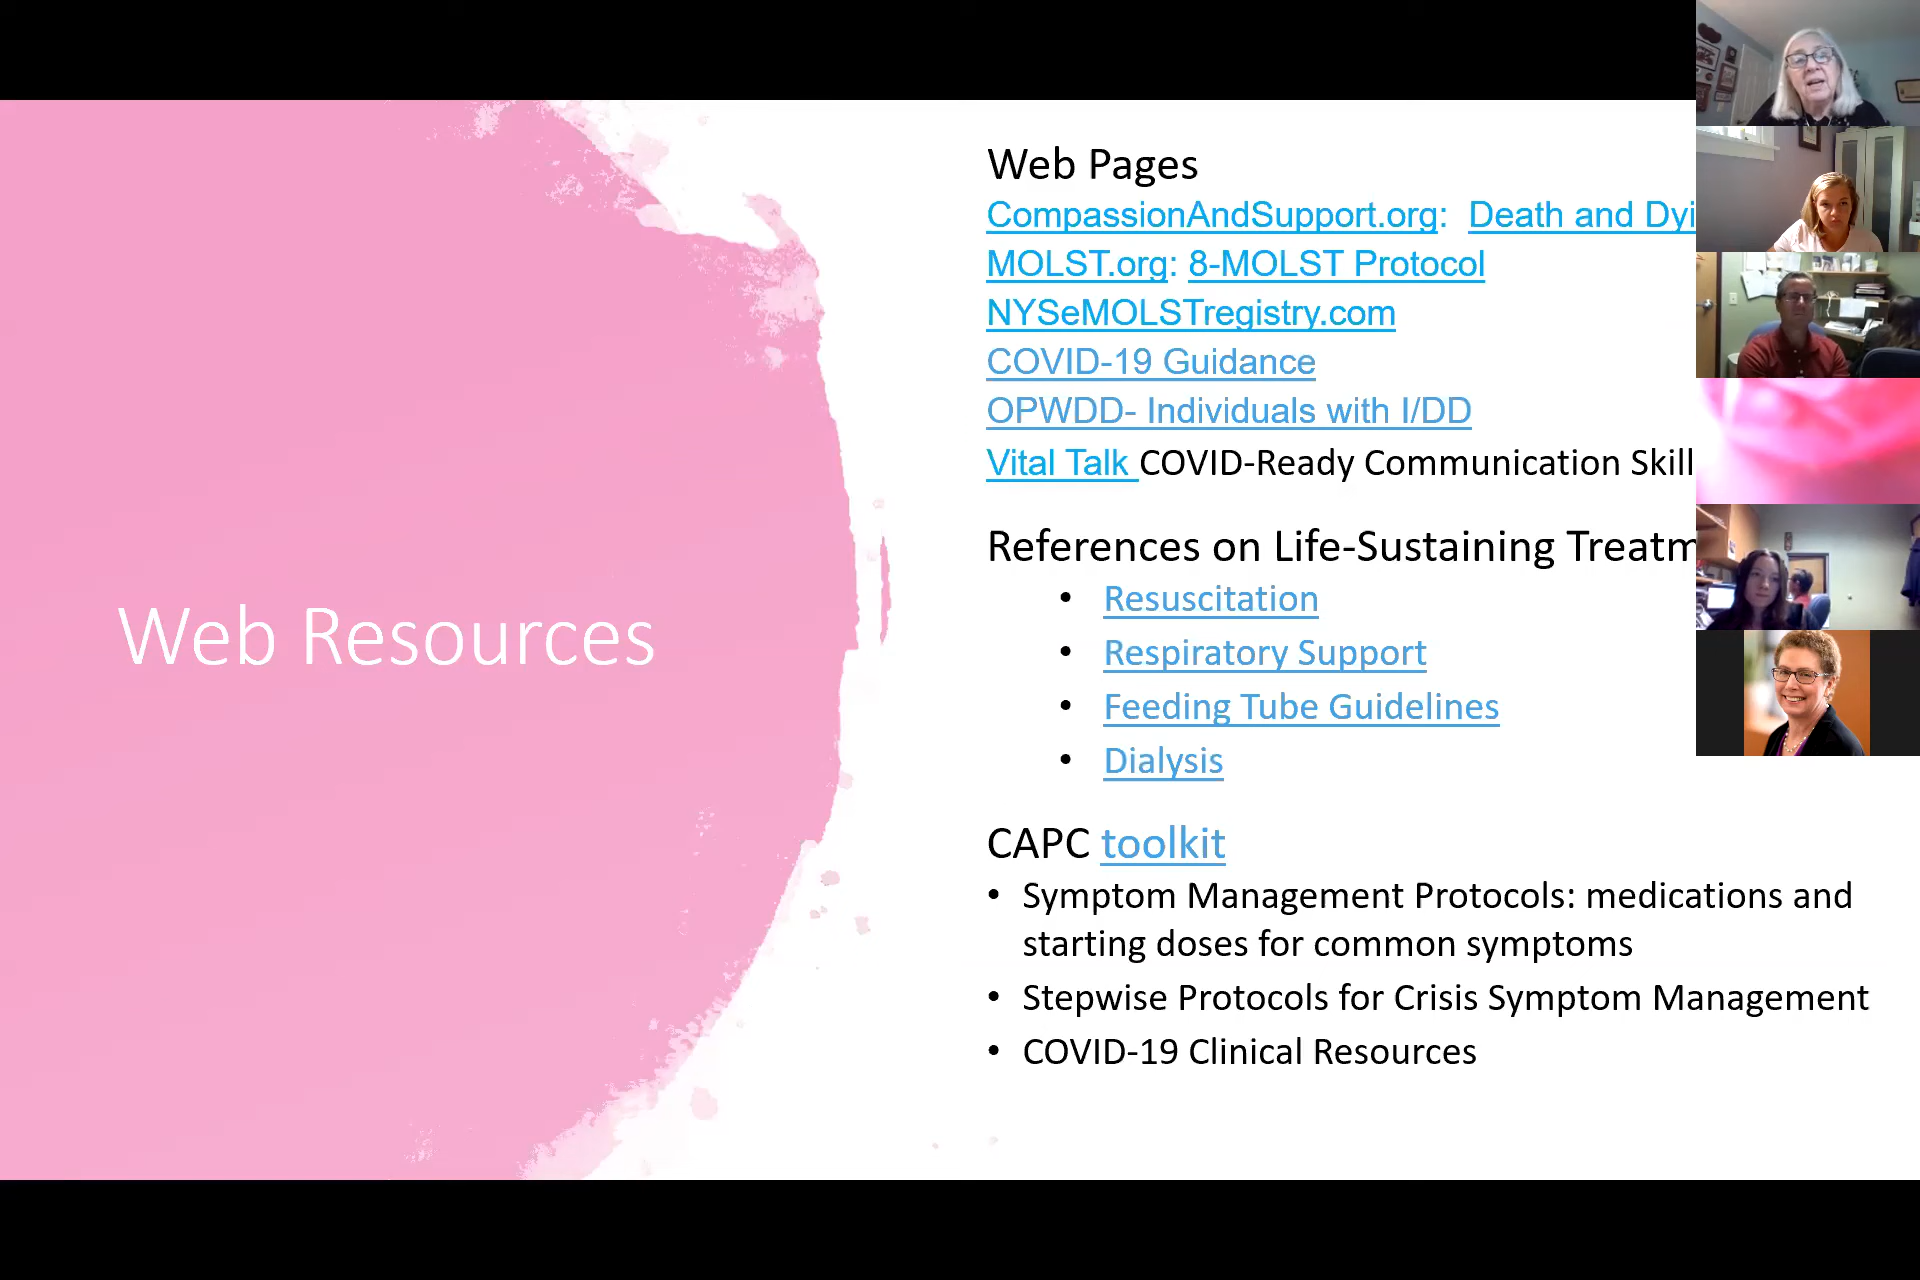 Web Resources
Web Pages
CompassionAndSupport.org: Death and
MOLST.org: 8-MOLST Protocol
NYSeMOLSTregistry.com
COVID-19 Guidance
OPWDD- Individuals with I/DD
Vital Talk COVID-Ready Communication Skill
References on Life-Sustaining
• Resuscitation
• Respiratory Support
• Feeding Tube Guidelines
• Dialysis
CAPC toolkit
• Symptom Management Protocols: medications and
starting doses for common symptoms
• Stepwise Protocols for Crisis Symptom Management
• COVID-19 Clinical Resources